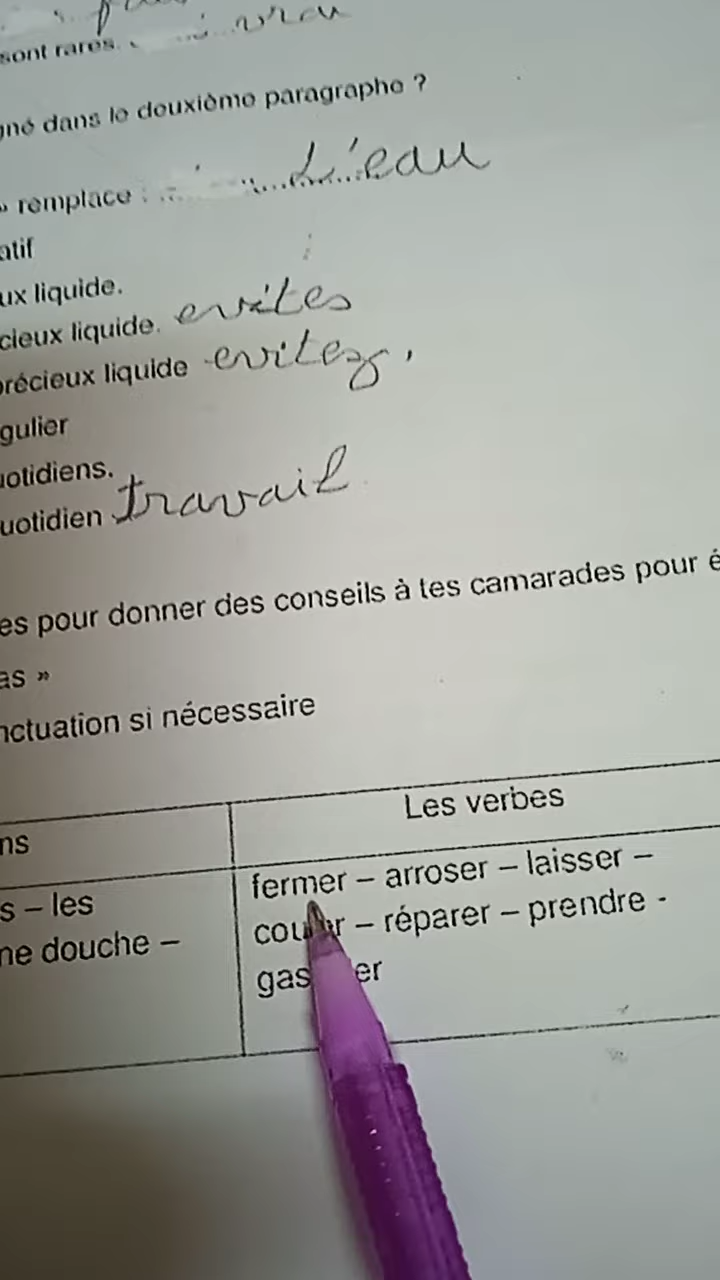 vrai
sont rares.
gné dans le deuxième paragraphe ?
» remplace : L'eau
atif
ux liquide.
cieux liquide. evites
précieux liquide evitez,
gulier
uotidiens.
uotidien travail
es pour donner des conseils à tes camarades pour é
as »
nctuation si nécessaire
ns
Les verbes
s – les
ne douche –
fermer – arroser – laisser –
réparer – prendre -